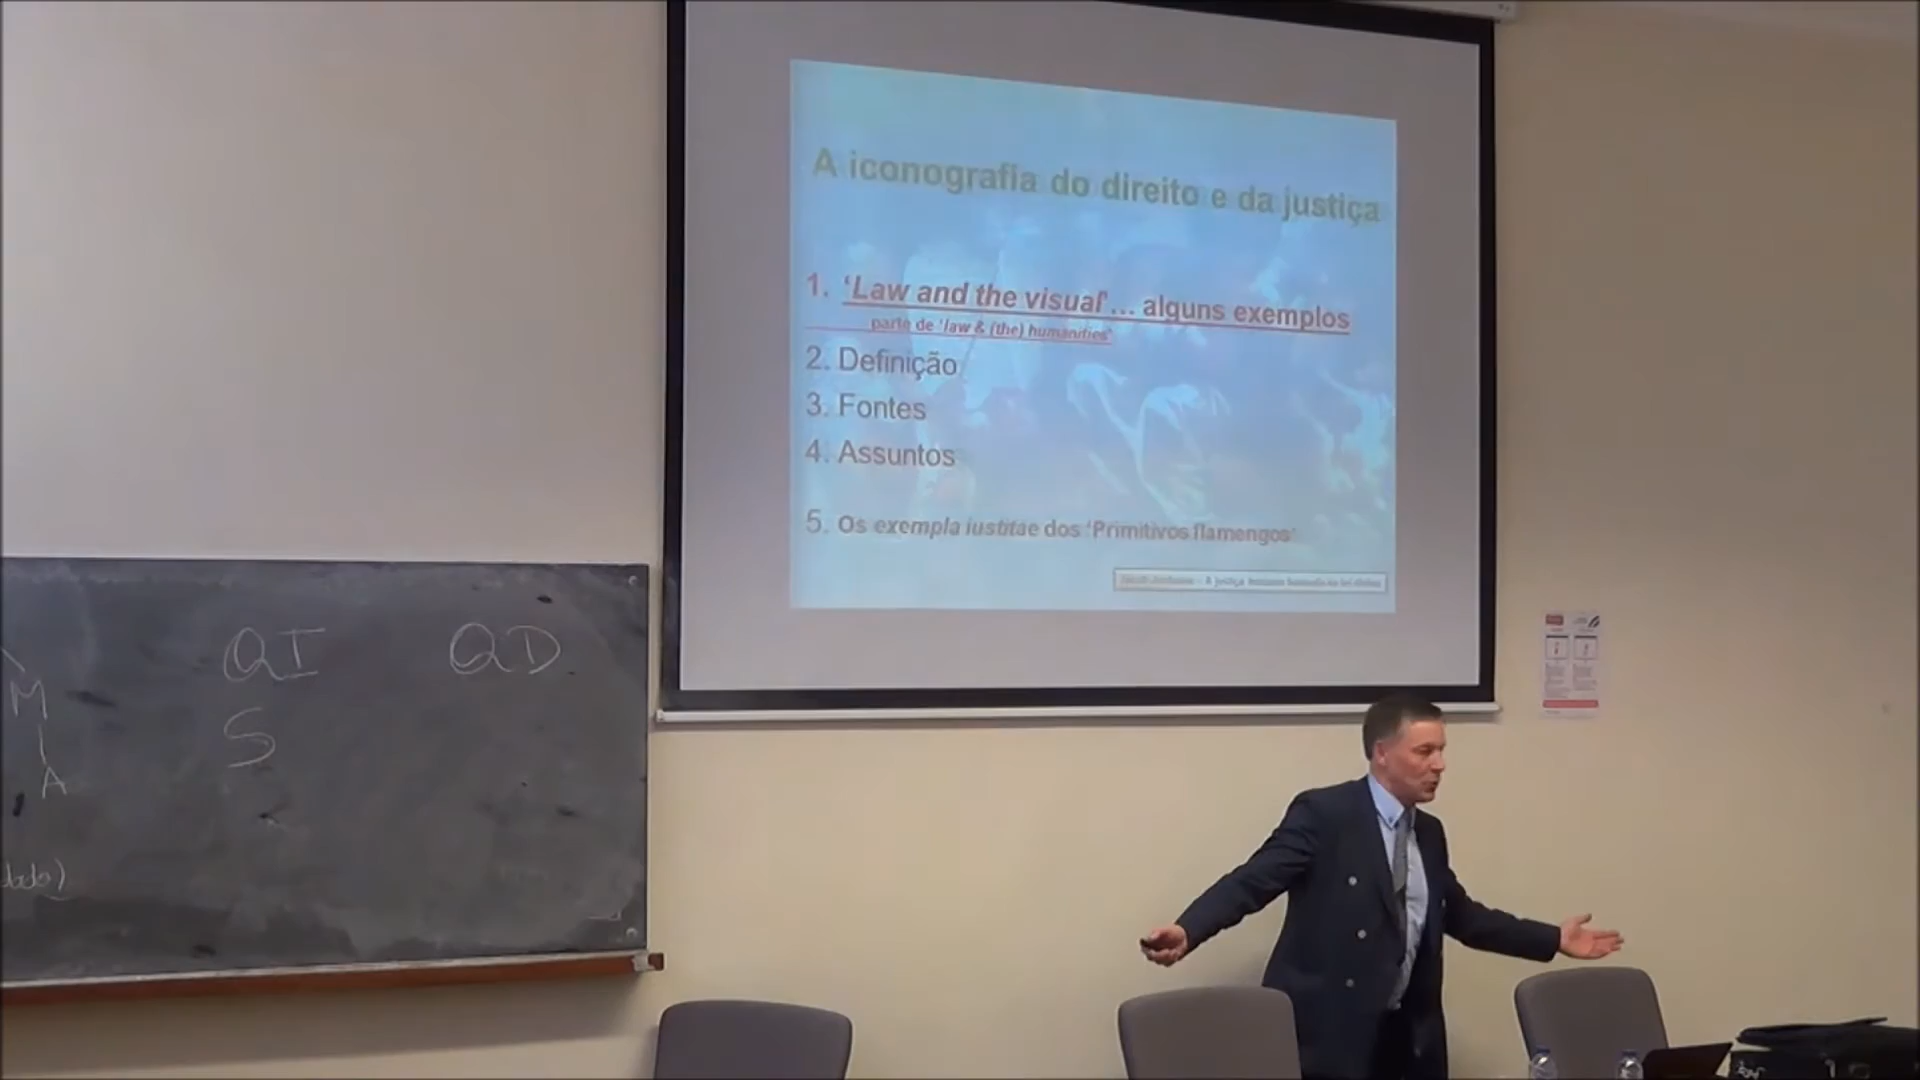 A iconografia do direito e da justiça
1. ‘Law and the visual’... alguns exemplos
parte de ‘law & (the) humanities’
2. Definição
3. Fontes
4. Assuntos
5. Os exempla iustitae dos ‘Primitivos flamengos’
QI QD
S
M
A